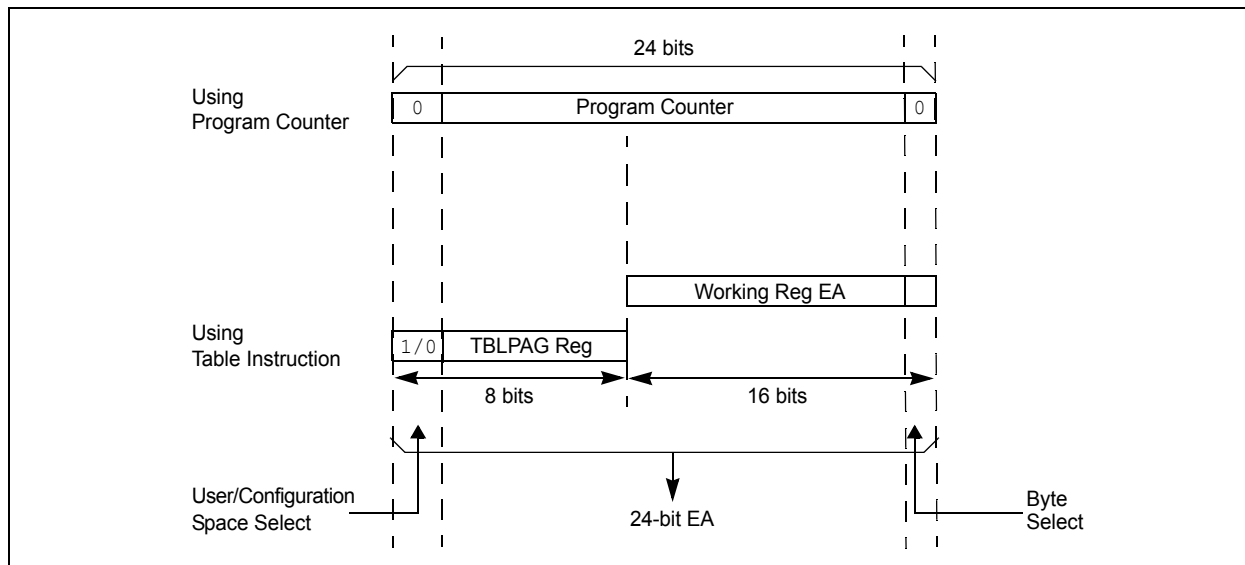 24 bits
Using
Program Counter
0
Program Counter
0
Working Reg EA
Using
Table Instruction
1/0
TBLPAG Reg
8 bits
16 bits
User/Configuration
Space Select
24-bit EA
Byte
Select